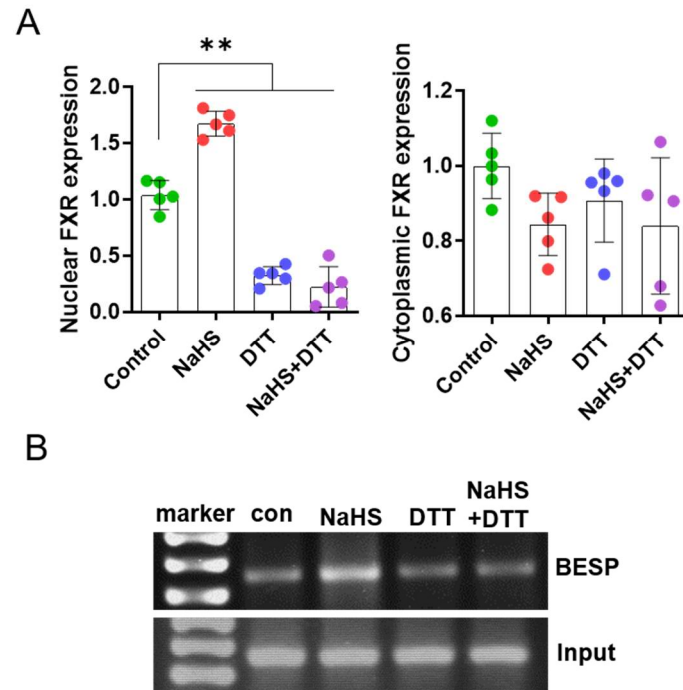 A
**
Nuclear FXR expression
2.0
1.5
1.0
0.5
0.0
Control
NaHS
DTT
NaHS+DTT
Cytoplasmic FXR expression
1.2
1.0
0.8
0.6
Control
NaHS
DTT
NaHS+DTT
B
marker con NaHS DTT NaHS
+DTT
BESP
Input